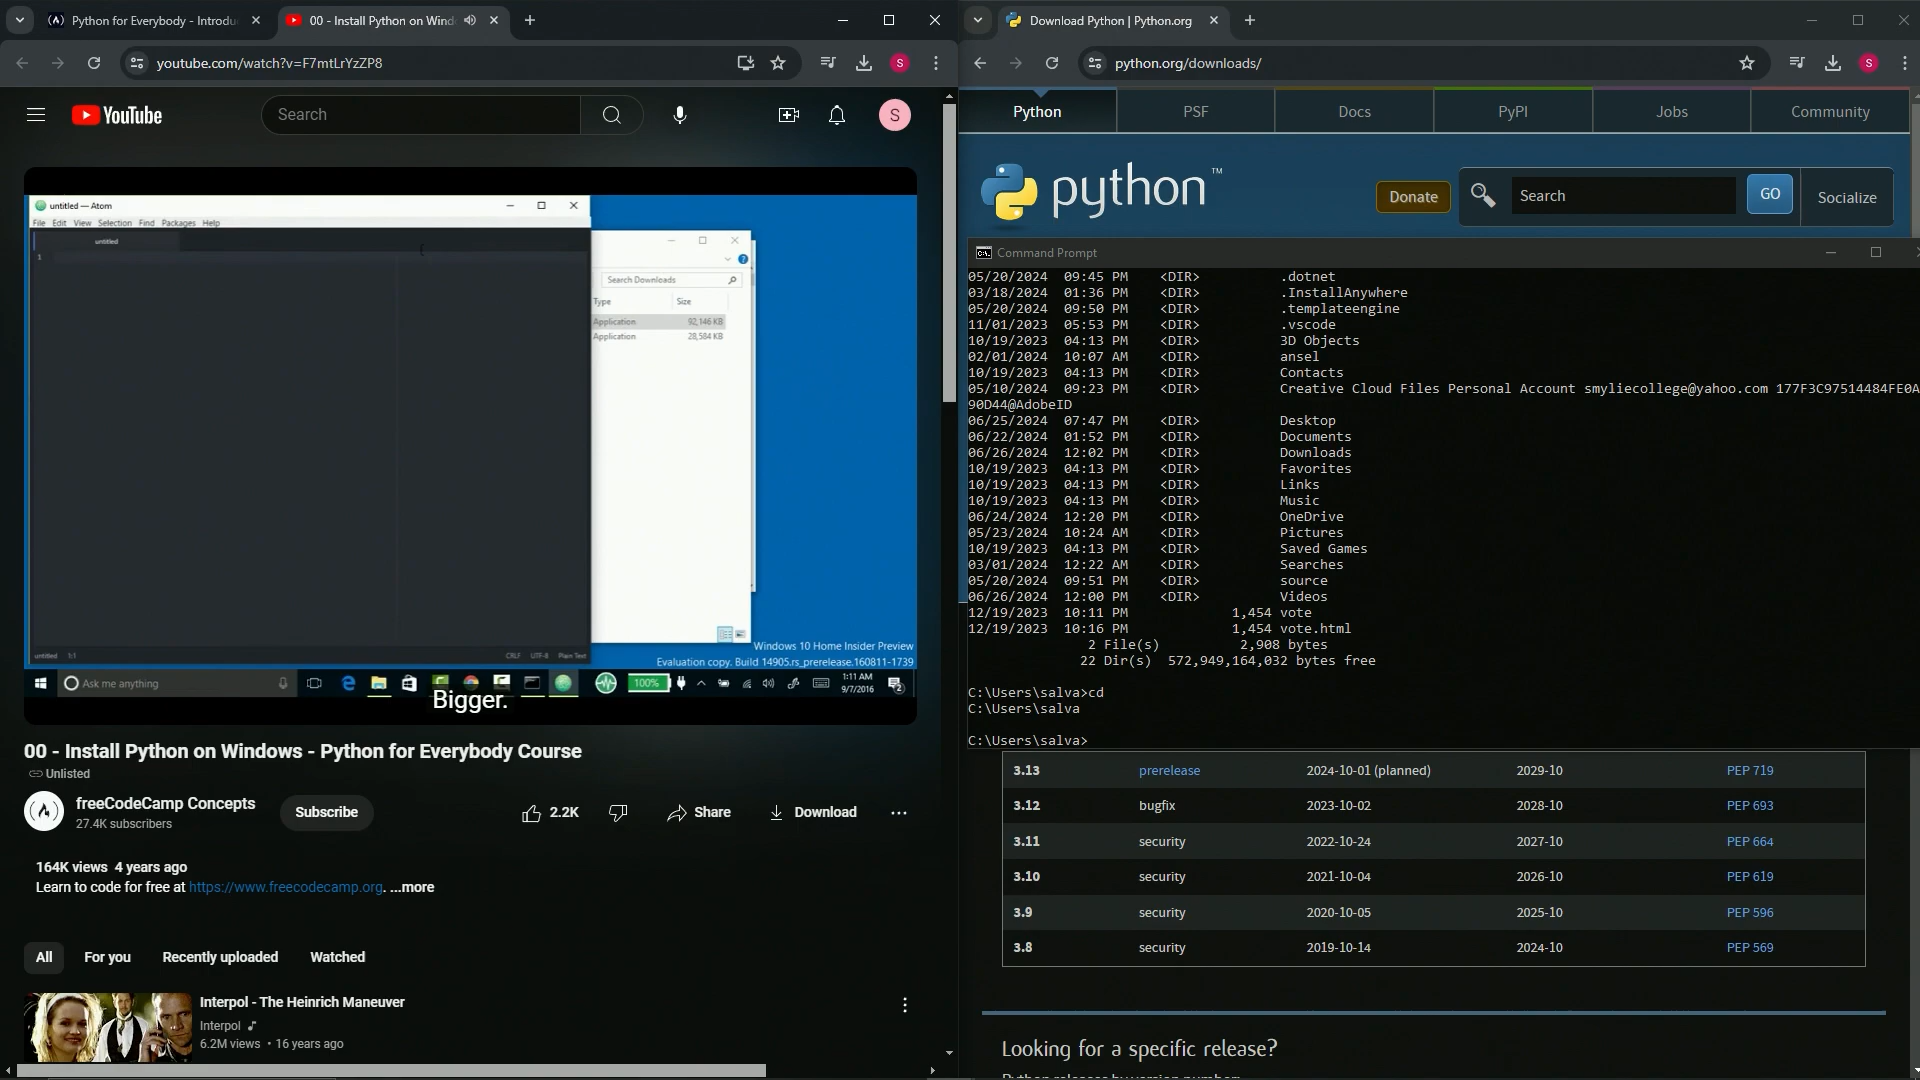 Python for Everybody - Introdu
00 - Install Python on Wind
youtube.com/watch?v=F7mtLrYzZP8
S
YouTube
Search
S
untitled — Atom
File Edit View Selection Find Packages Help
untitled
1
Search Downloads
Type Size
Application 92,146 KB
Application 28,584 KB
untitled 1:1 CRLF UTF-8 Plain Text
Windows 10 Home Insider Preview
Evaluation copy. Build 14905.rs_prerelease.160811-1739
Ask me anything
100%
1:11 AM
9/7/2016
2
Bigger.
00 - Install Python on Windows - Python for Everybody Course
Unlisted
freeCodeCamp Concepts
27.4K subscribers
Subscribe
2.2K
Share
Download
164K views 4 years ago
Learn to code for free at https://www.freecodecamp.org. ...more
All For you Recently uploaded Watched
Interpol - The Heinrich Maneuver
Interpol
6.2M views • 16 years ago
Download Python | Python.org
python.org/downloads/
S
Python PSF Docs PyPI Jobs Community
python™
Donate
Search
GO
Socialize
Command Prompt
05/20/2024 09:45 PM <DIR> .dotnet
03/18/2024 01:36 PM <DIR> .InstallAnywhere
05/20/2024 09:50 PM <DIR> .templateengine
11/01/2023 05:53 PM <DIR> .vscode
10/19/2023 04:13 PM <DIR> 3D Objects
02/01/2024 10:07 AM <DIR> ansel
10/19/2023 04:13 PM <DIR> Contacts
05/10/2024 09:23 PM <DIR> Creative Cloud Files Personal Account smyliecollege@yahoo.com 177F3C97514484FE0A
90D44@AdobeID
06/25/2024 07:47 PM <DIR> Desktop
06/22/2024 01:52 PM <DIR> Documents
06/26/2024 12:02 PM <DIR> Downloads
10/19/2023 04:13 PM <DIR> Favorites
10/19/2023 04:13 PM <DIR> Links
10/19/2023 04:13 PM <DIR> Music
06/24/2024 12:20 PM <DIR> OneDrive
05/23/2024 10:24 AM <DIR> Pictures
10/19/2023 04:13 PM <DIR> Saved Games
03/01/2024 12:22 AM <DIR> Searches
05/20/2024 09:51 PM <DIR> source
06/26/2024 12:00 PM <DIR> Videos
12/19/2023 10:11 PM 1,454 vote
12/19/2023 10:16 PM 1,454 vote.html
2 File(s) 2,908 bytes
22 Dir(s) 572,949,164,032 bytes free
C:\Users\salva>cd
C:\Users\salva
C:\Users\salva>
3.13 prerelease 2024-10-01 (planned) 2029-10 PEP 719
3.12 bugfix 2023-10-02 2028-10 PEP 693
3.11 security 2022-10-24 2027-10 PEP 664
3.10 security 2021-10-04 2026-10 PEP 619
3.9 security 2020-10-05 2025-10 PEP 596
3.8 security 2019-10-14 2024-10 PEP 569
Looking for a specific release?
Python releases by version number: